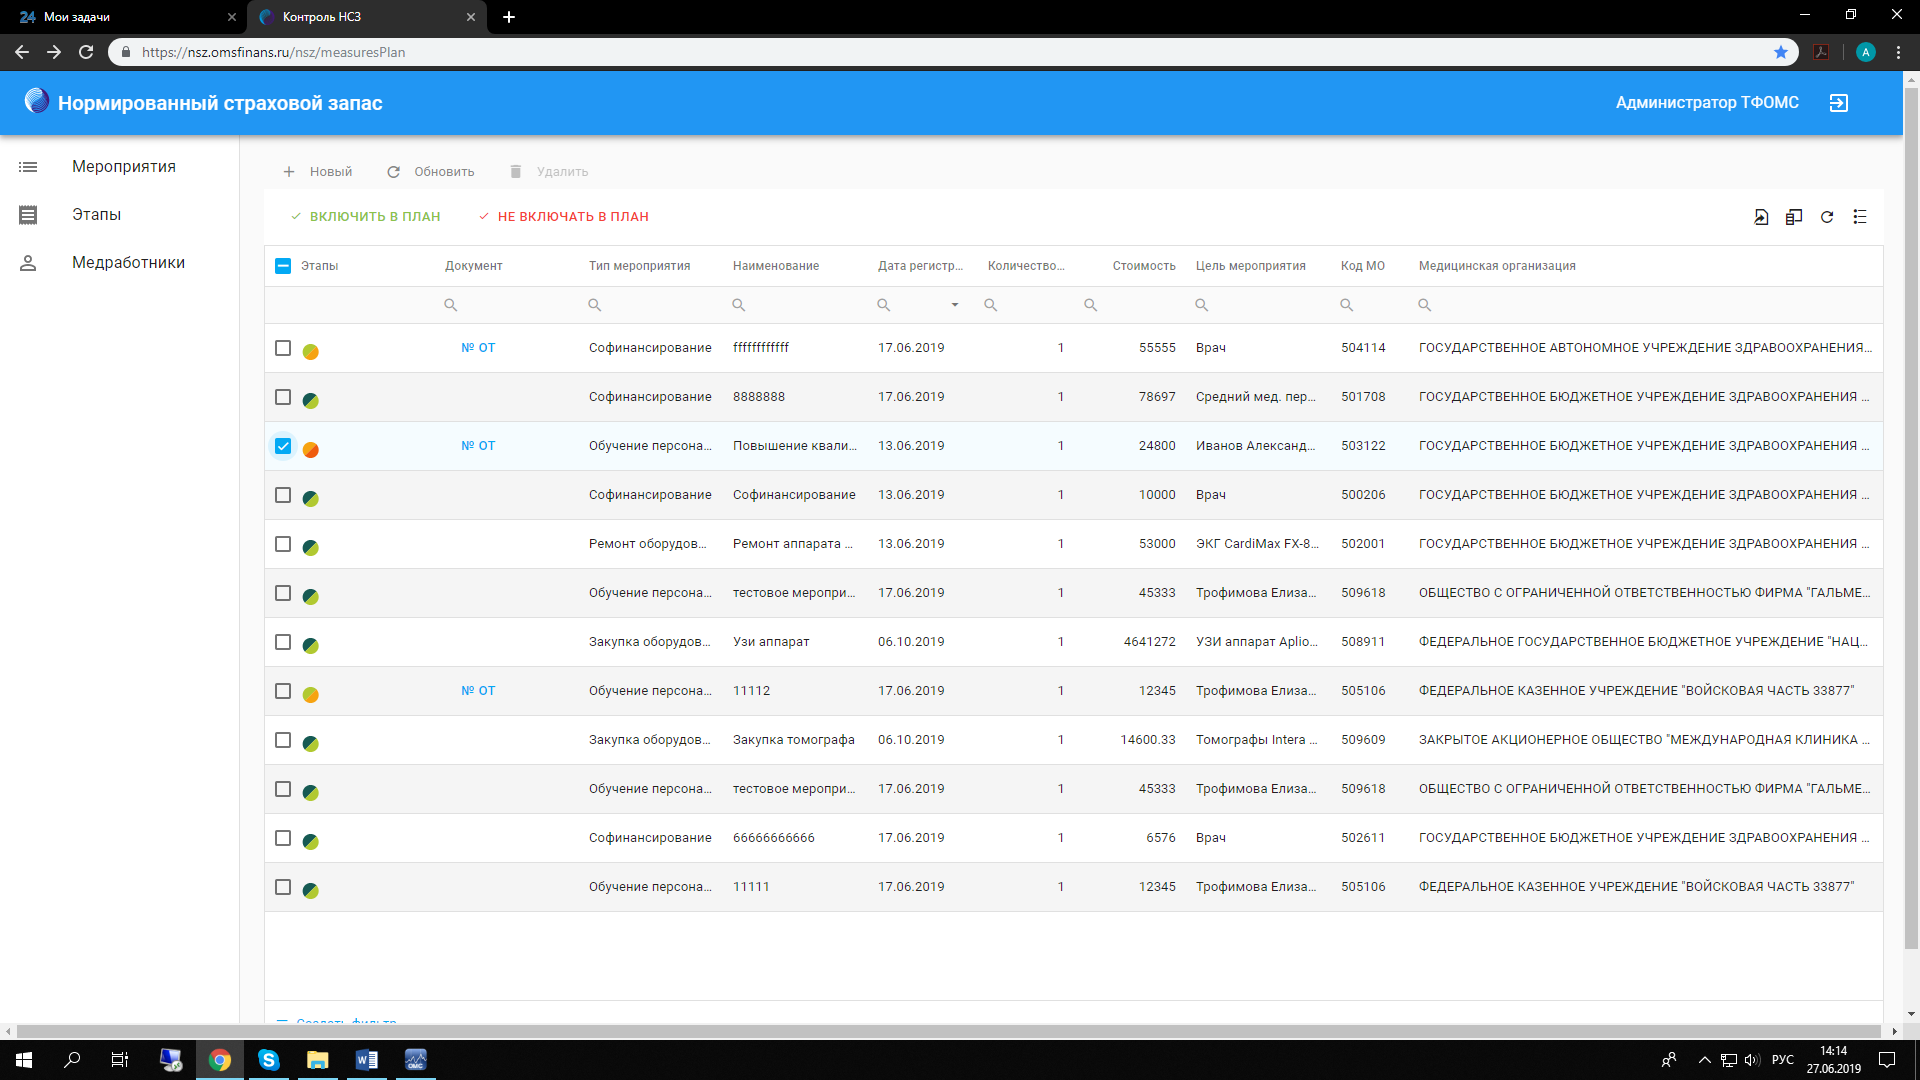 Мои задачи
Контроль НСЗ
https://nsz.omsfinans.ru/nsz/measuresPlan
Нормированный страховой запас
Администратор ТФОМС
Мероприятия
Этапы
Медработники
Новый Обновить Удалить
ВКЛЮЧИТЬ В ПЛАН НЕ ВКЛЮЧАТЬ В ПЛАН
Этапы Документ Тип мероприятия Наименование Дата регистр... Количество... Стоимость Цель мероприятия Код МО Медицинская организация
№ ОТ Софинансирование ffffffffffff 17.06.2019 1 55555 Врач 504114 ГОСУДАРСТВЕННОЕ АВТОНОМНОЕ УЧРЕЖДЕНИЕ ЗДРАВООХРАНЕНИЯ...
Софинансирование 8888888 17.06.2019 1 78697 Средний мед. пер... 501708 ГОСУДАРСТВЕННОЕ БЮДЖЕТНОЕ УЧРЕЖДЕНИЕ ЗДРАВООХРАНЕНИЯ ...
№ ОТ Обучение персона... Повышение квали... 13.06.2019 1 24800 Иванов Александ... 503122 ГОСУДАРСТВЕННОЕ БЮДЖЕТНОЕ УЧРЕЖДЕНИЕ ЗДРАВООХРАНЕНИЯ ...
Софинансирование Софинансирование 13.06.2019 1 10000 Врач 500206 ГОСУДАРСТВЕННОЕ БЮДЖЕТНОЕ УЧРЕЖДЕНИЕ ЗДРАВООХРАНЕНИЯ ...
Ремонт оборудов... Ремонт аппарата ... 13.06.2019 1 53000 ЭКГ CardiMax FX-8... 502001 ГОСУДАРСТВЕННОЕ БЮДЖЕТНОЕ УЧРЕЖДЕНИЕ ЗДРАВООХРАНЕНИЯ ...
Обучение персона... тестовое меропри... 17.06.2019 1 45333 Трофимова Елиза... 509618 ОБЩЕСТВО С ОГРАНИЧЕННОЙ ОТВЕТСТВЕННОСТЬЮ ФИРМА "ГАЛЬМЕ...
Закупка оборудов... Узи аппарат 06.10.2019 1 4641272 УЗИ аппарат Aplio... 508911 ФЕДЕРАЛЬНОЕ ГОСУДАРСТВЕННОЕ БЮДЖЕТНОЕ УЧРЕЖДЕНИЕ "НАЦ...
№ ОТ Обучение персона... 11112 17.06.2019 1 12345 Трофимова Елиза... 505106 ФЕДЕРАЛЬНОЕ КАЗЕННОЕ УЧРЕЖДЕНИЕ "ВОЙСКОВАЯ ЧАСТЬ 33877"
Закупка оборудов... Закупка томографа 06.10.2019 1 14600.33 Томографы Intera ... 509609 ЗАКРЫТОЕ АКЦИОНЕРНОЕ ОБЩЕСТВО "МЕЖДУНАРОДНАЯ КЛИНИКА ...
Обучение персона... тестовое меропри... 17.06.2019 1 45333 Трофимова Елиза... 509618 ОБЩЕСТВО С ОГРАНИЧЕННОЙ ОТВЕТСТВЕННОСТЬЮ ФИРМА "ГАЛЬМЕ...
Софинансирование 66666666666 17.06.2019 1 6576 Врач 502611 ГОСУДАРСТВЕННОЕ БЮДЖЕТНОЕ УЧРЕЖДЕНИЕ ЗДРАВООХРАНЕНИЯ ...
Обучение персона... 11111 17.06.2019 1 12345 Трофимова Елиза... 505106 ФЕДЕРАЛЬНОЕ КАЗЕННОЕ УЧРЕЖДЕНИЕ "ВОЙСКОВАЯ ЧАСТЬ 33877"
Создать фильтр
РУС
14:14
27.06.2019